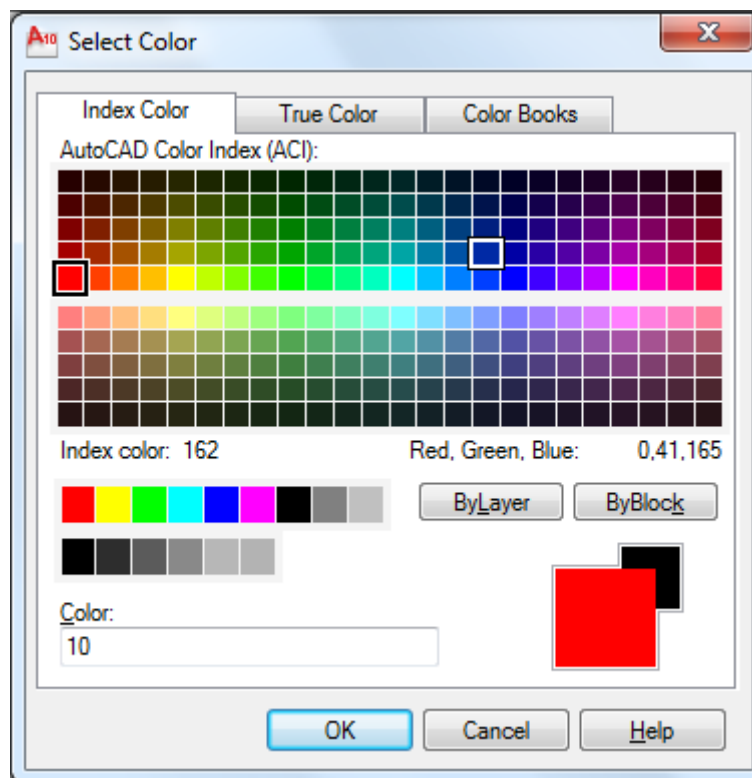 A10 Select Color
Index Color True Color Color Books
AutoCAD Color Index (ACI):
Index color: 162 Red, Green, Blue: 0,41,165
ByLayer ByBlock
Color:
10
OK Cancel Help